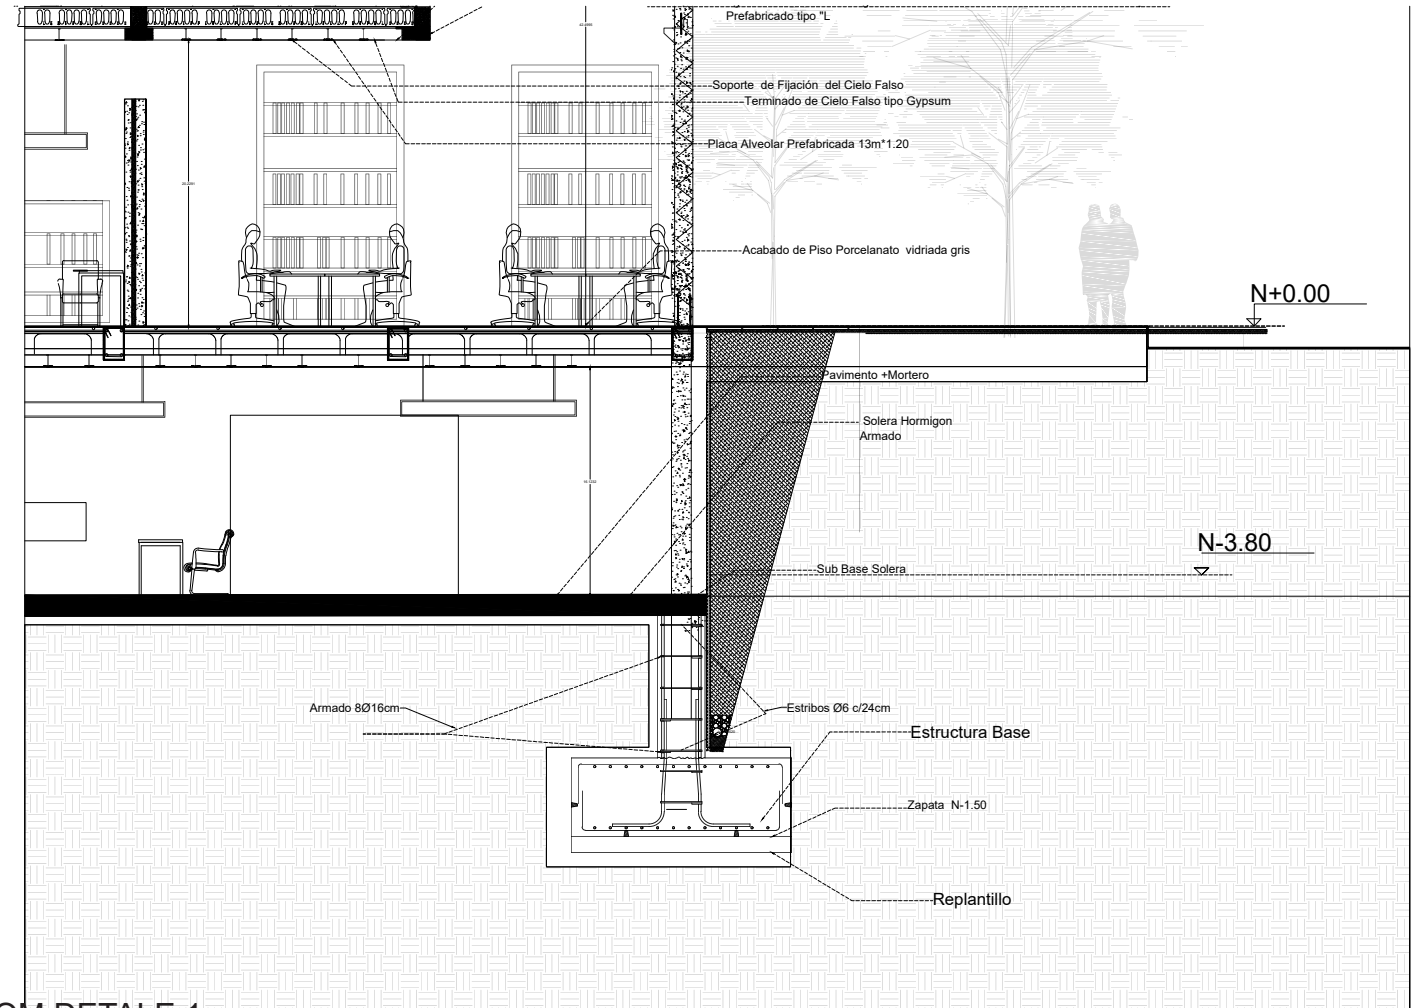 Prefabricado tipo "L
Soporte de Fijación del Cielo Falso
Terminado de Cielo Falso tipo Gypsum
Placa Alveolar Prefabricada 13m*1.20
Acabado de Piso Porcelanato vidriada gris
N+0.00
Pavimento +Mortero
Solera Hormigon
Armado
N-3.80
Sub Base Solera
Armado 8Ø16cm
Estribos Ø6 c/24cm
Estructura Base
Zapata N-1.50
Replantillo